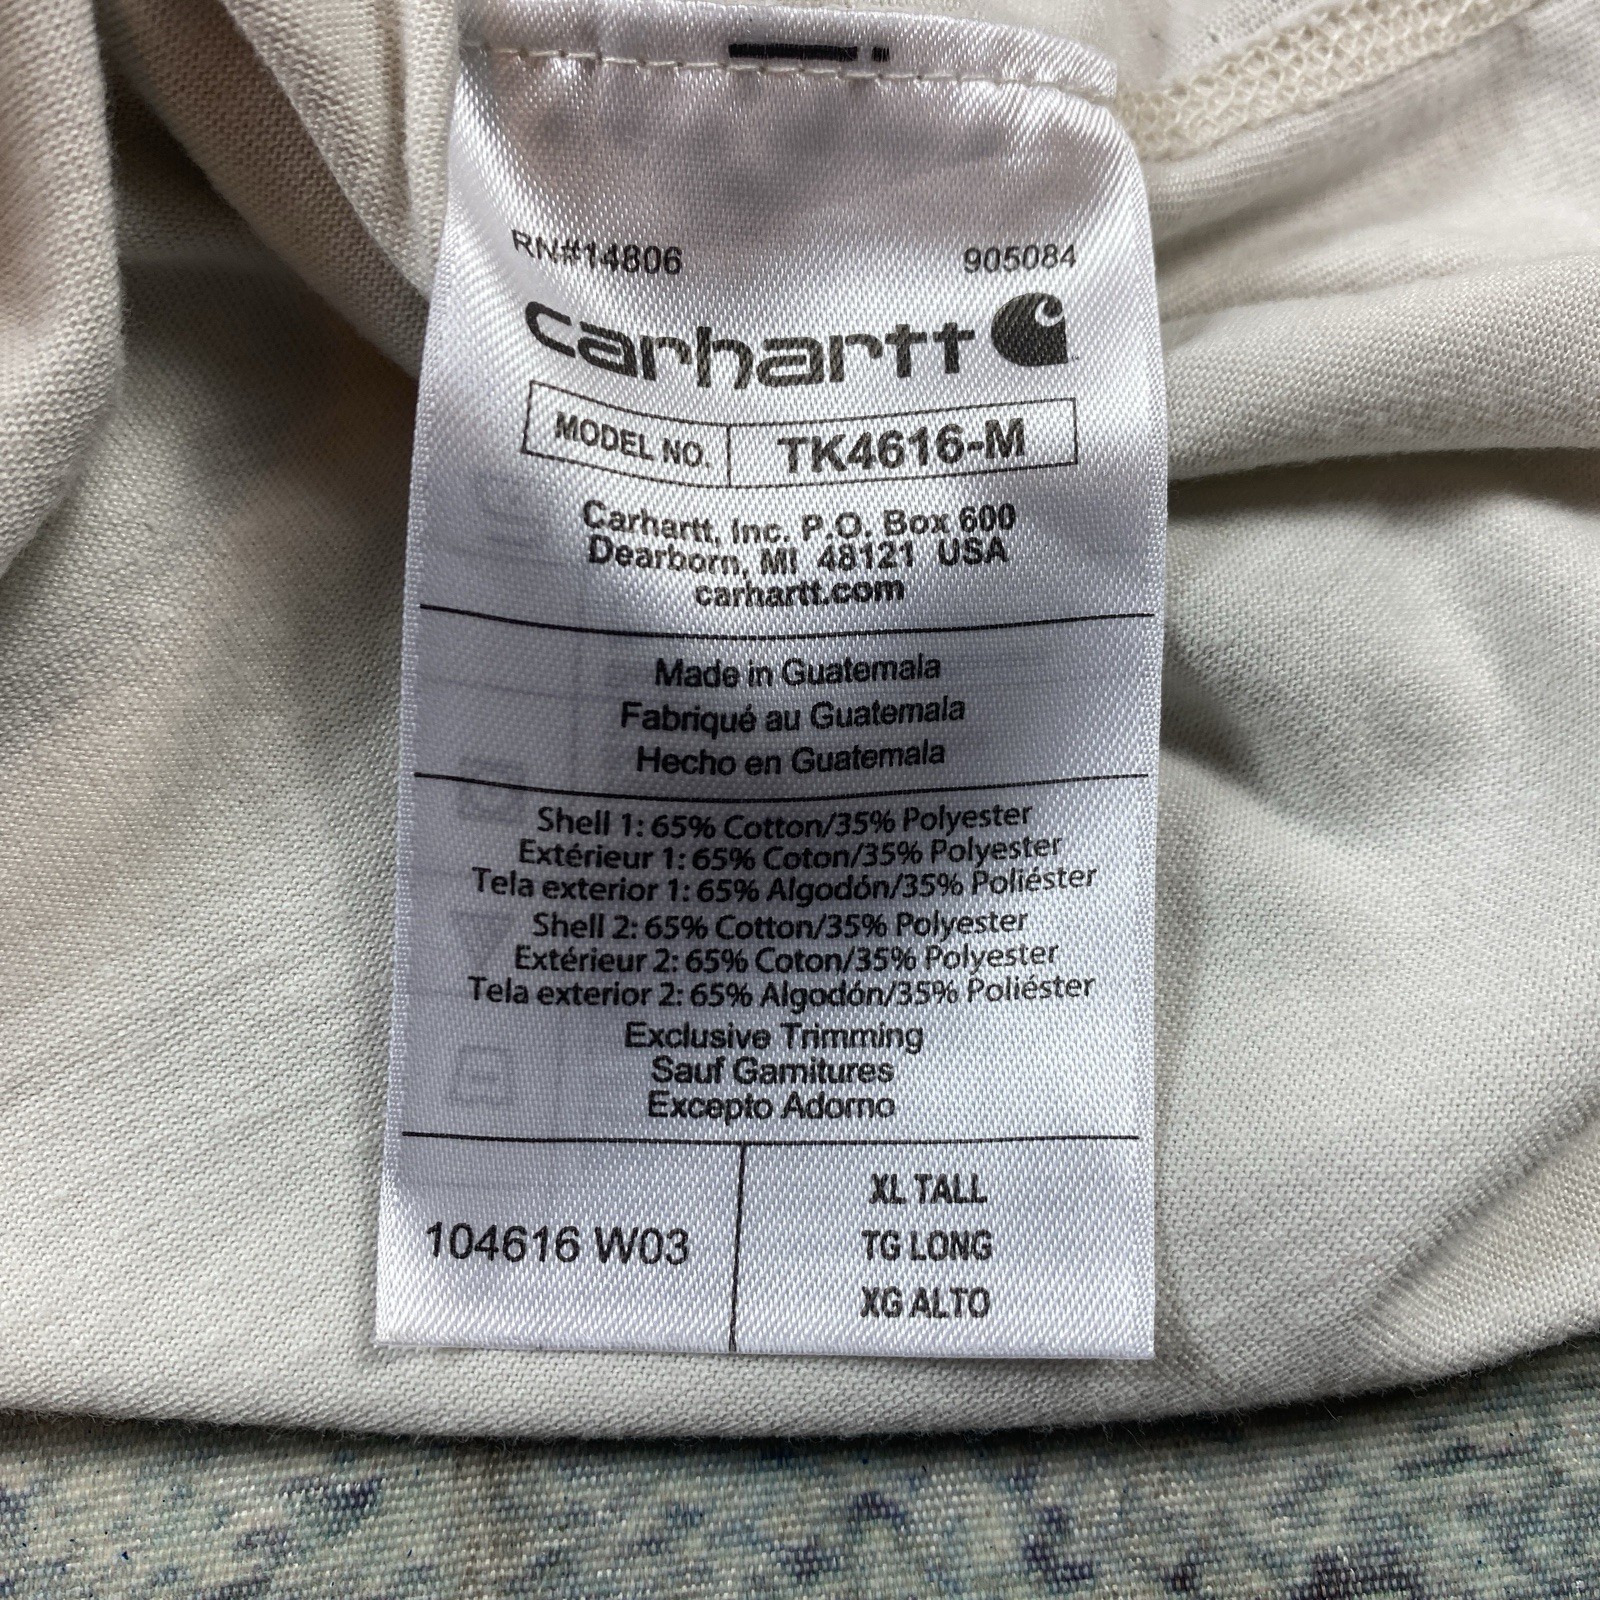 RN#14806 905084
carhartt
MODEL NO. TK4616-M
Carhartt, Inc. P.O. Box 600
Dearborn, MI 48121 USA
carhartt.com
Made in Guatemala
Fabriqué au Guatemala
Hecho en Guatemala
Shell 1: 65% Cotton/35% Polyester
Extérieur 1: 65% Coton/35% Polyester
Tela exterior 1: 65% Algodón/35% Poliéster
Shell 2: 65% Cotton/35% Polyester
Extérieur 2: 65% Coton/35% Polyester
Tela exterior 2: 65% Algodón/35% Poliéster
Exclusive Trimming
Sauf Garnitures
Excepto Adorno
104616 W03
XL TALL
TG LONG
XG ALTO